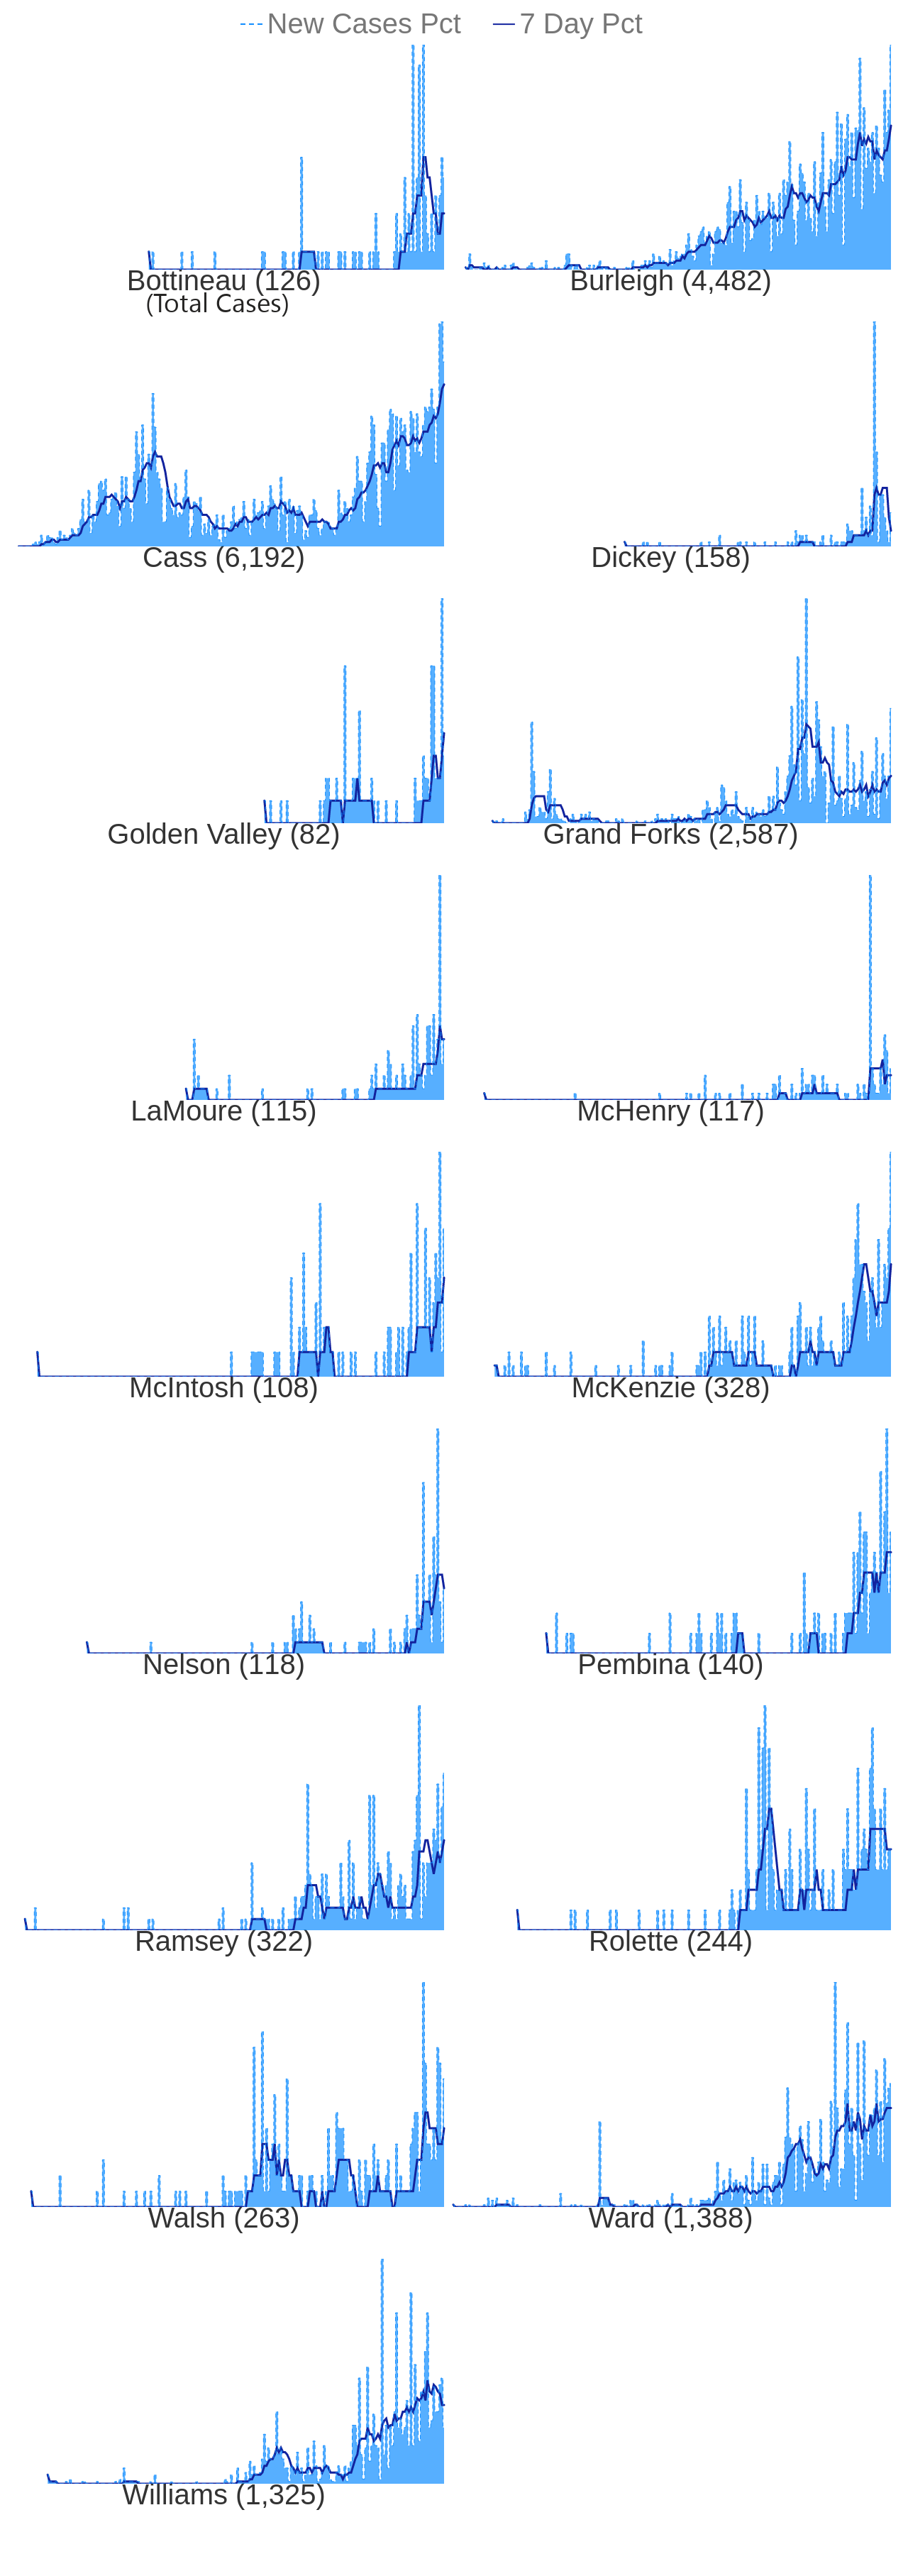 New Cases Pct 7 Day Pct
Bottineau (126) Burleigh (4,482)
(Total Cases)
Cass (6,192) Dickey (158)
Golden Valley (82) Grand Forks (2,587)
LaMoure (115) McHenry (117)
McIntosh (108) McKenzie (328)
Nelson (118) Pembina (140)
Ramsey (322) Rolette (244)
Walsh (263) Ward (1,388)
Williams (1,325)